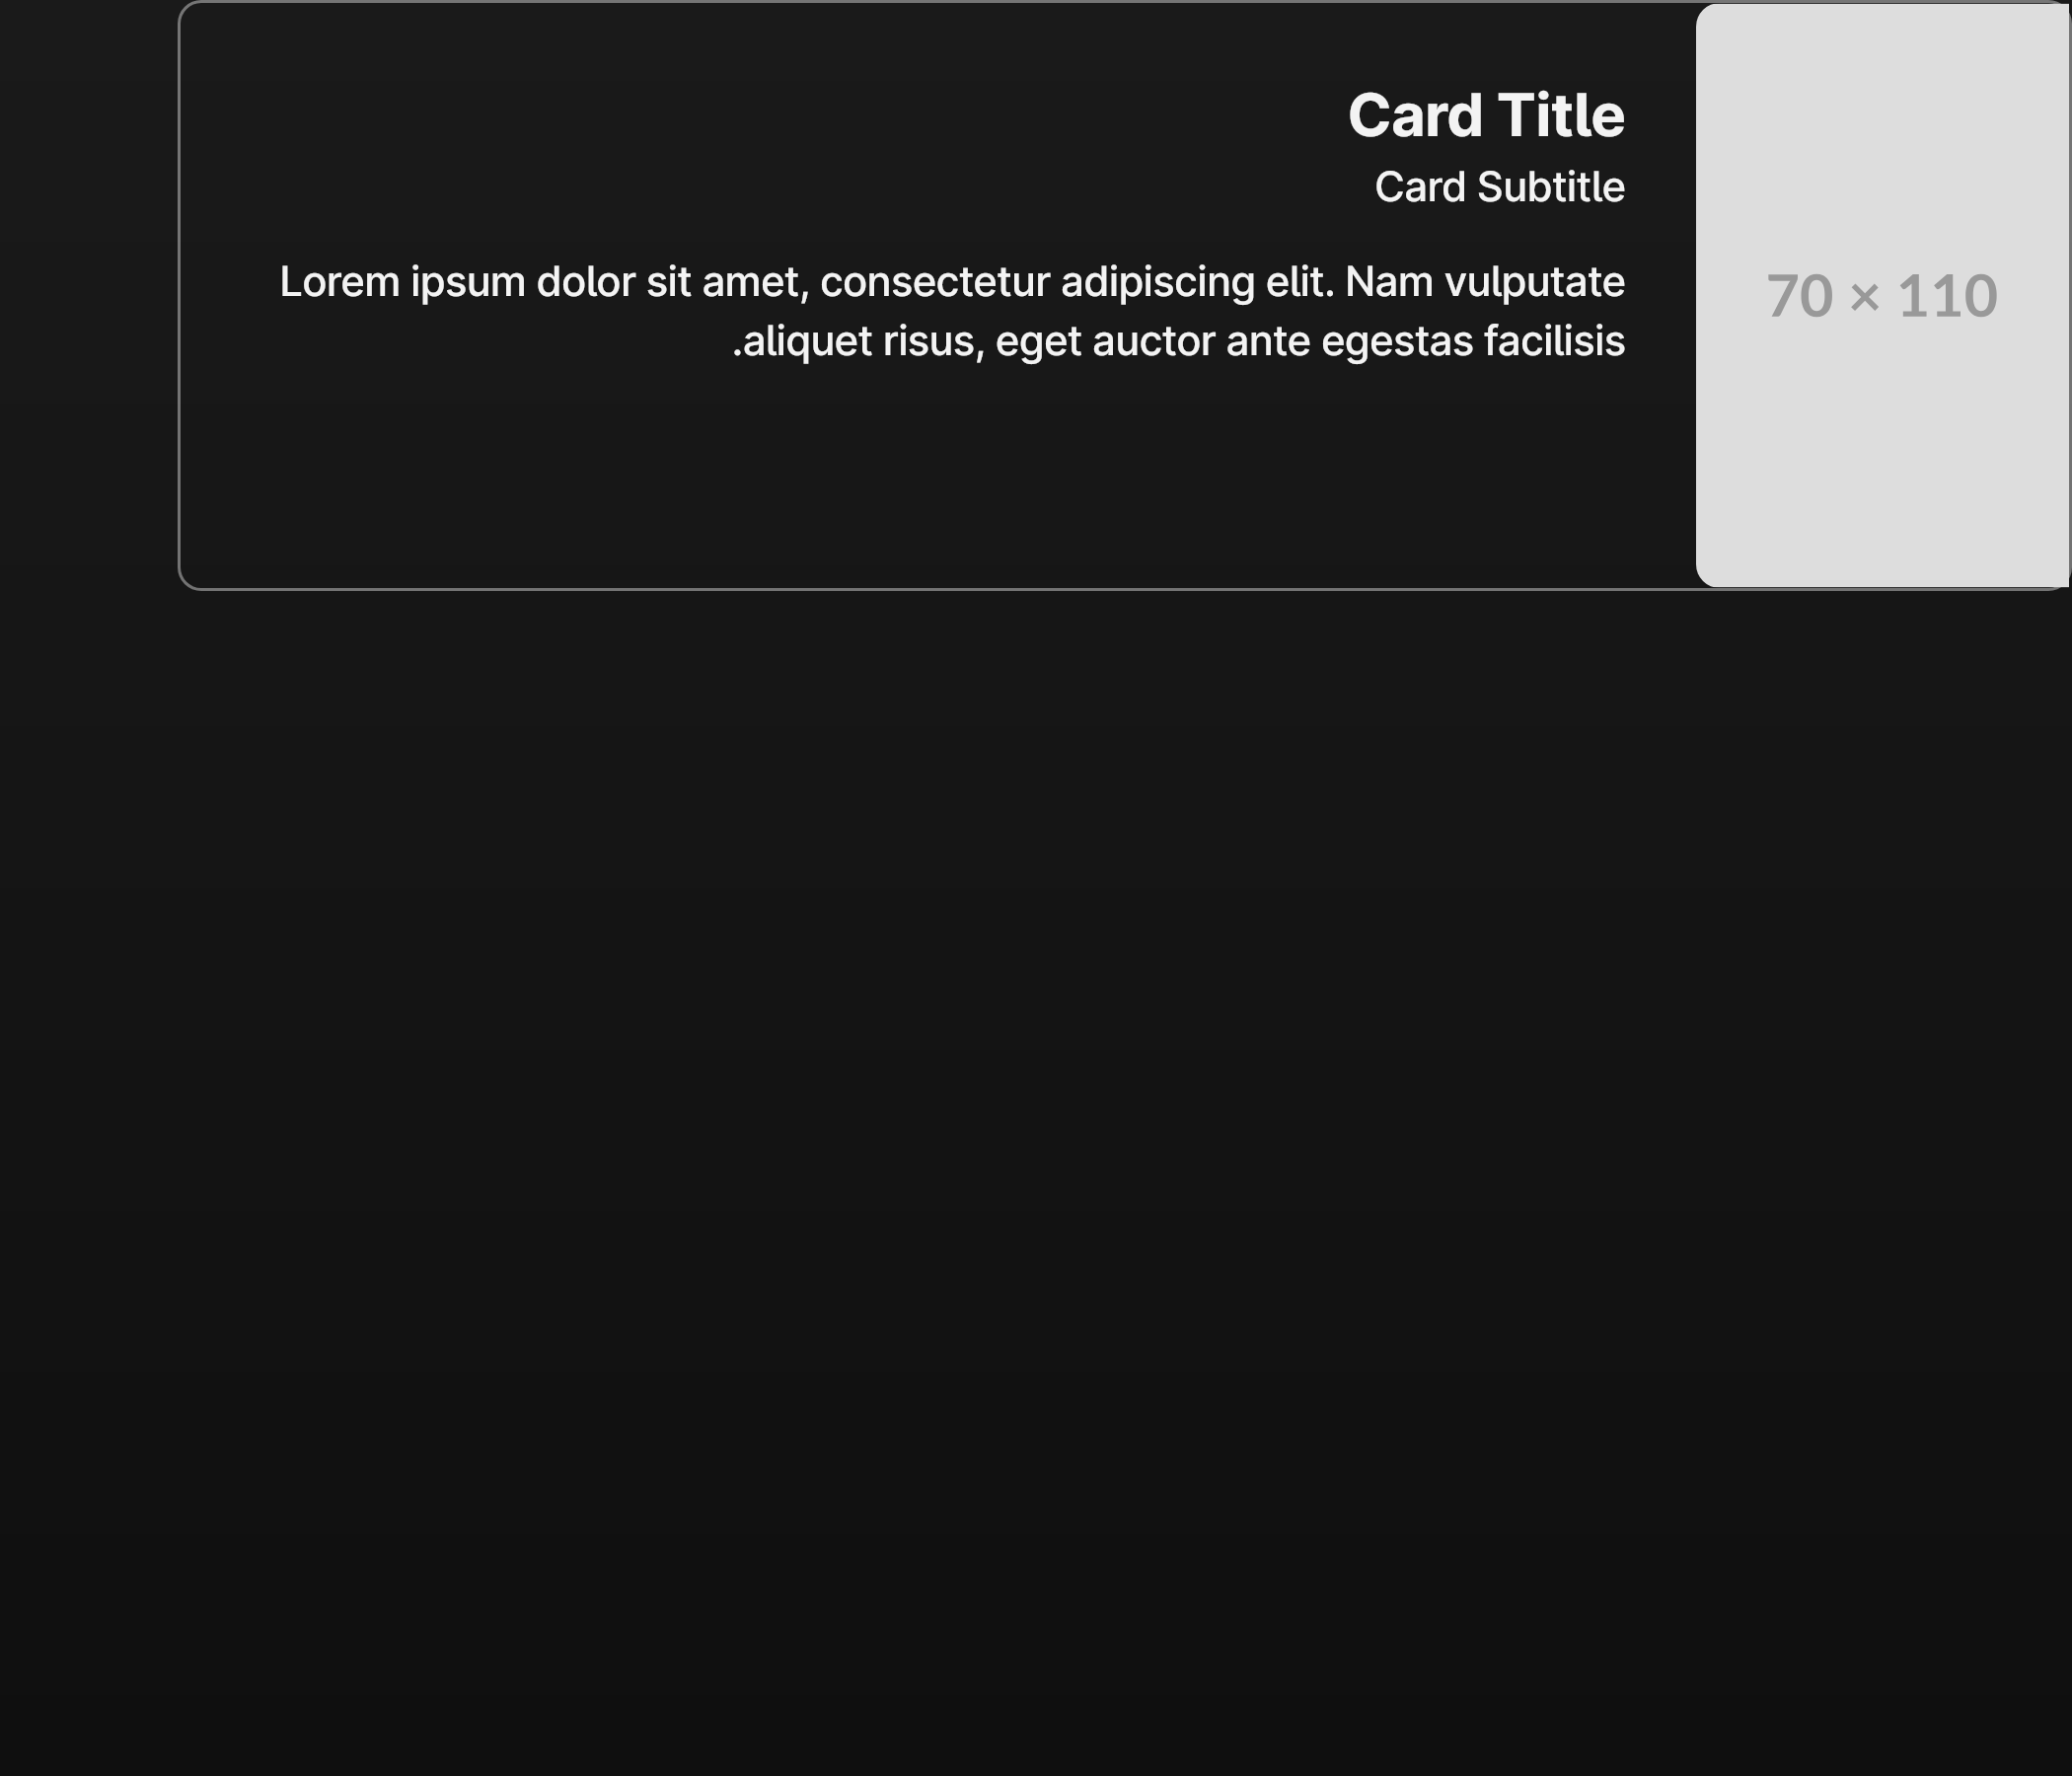 Card Title
Card Subtitle
Lorem ipsum dolor sit amet, consectetur adipiscing elit. Nam vulputate
.aliquet risus, eget auctor ante egestas facilisis
70 × 110